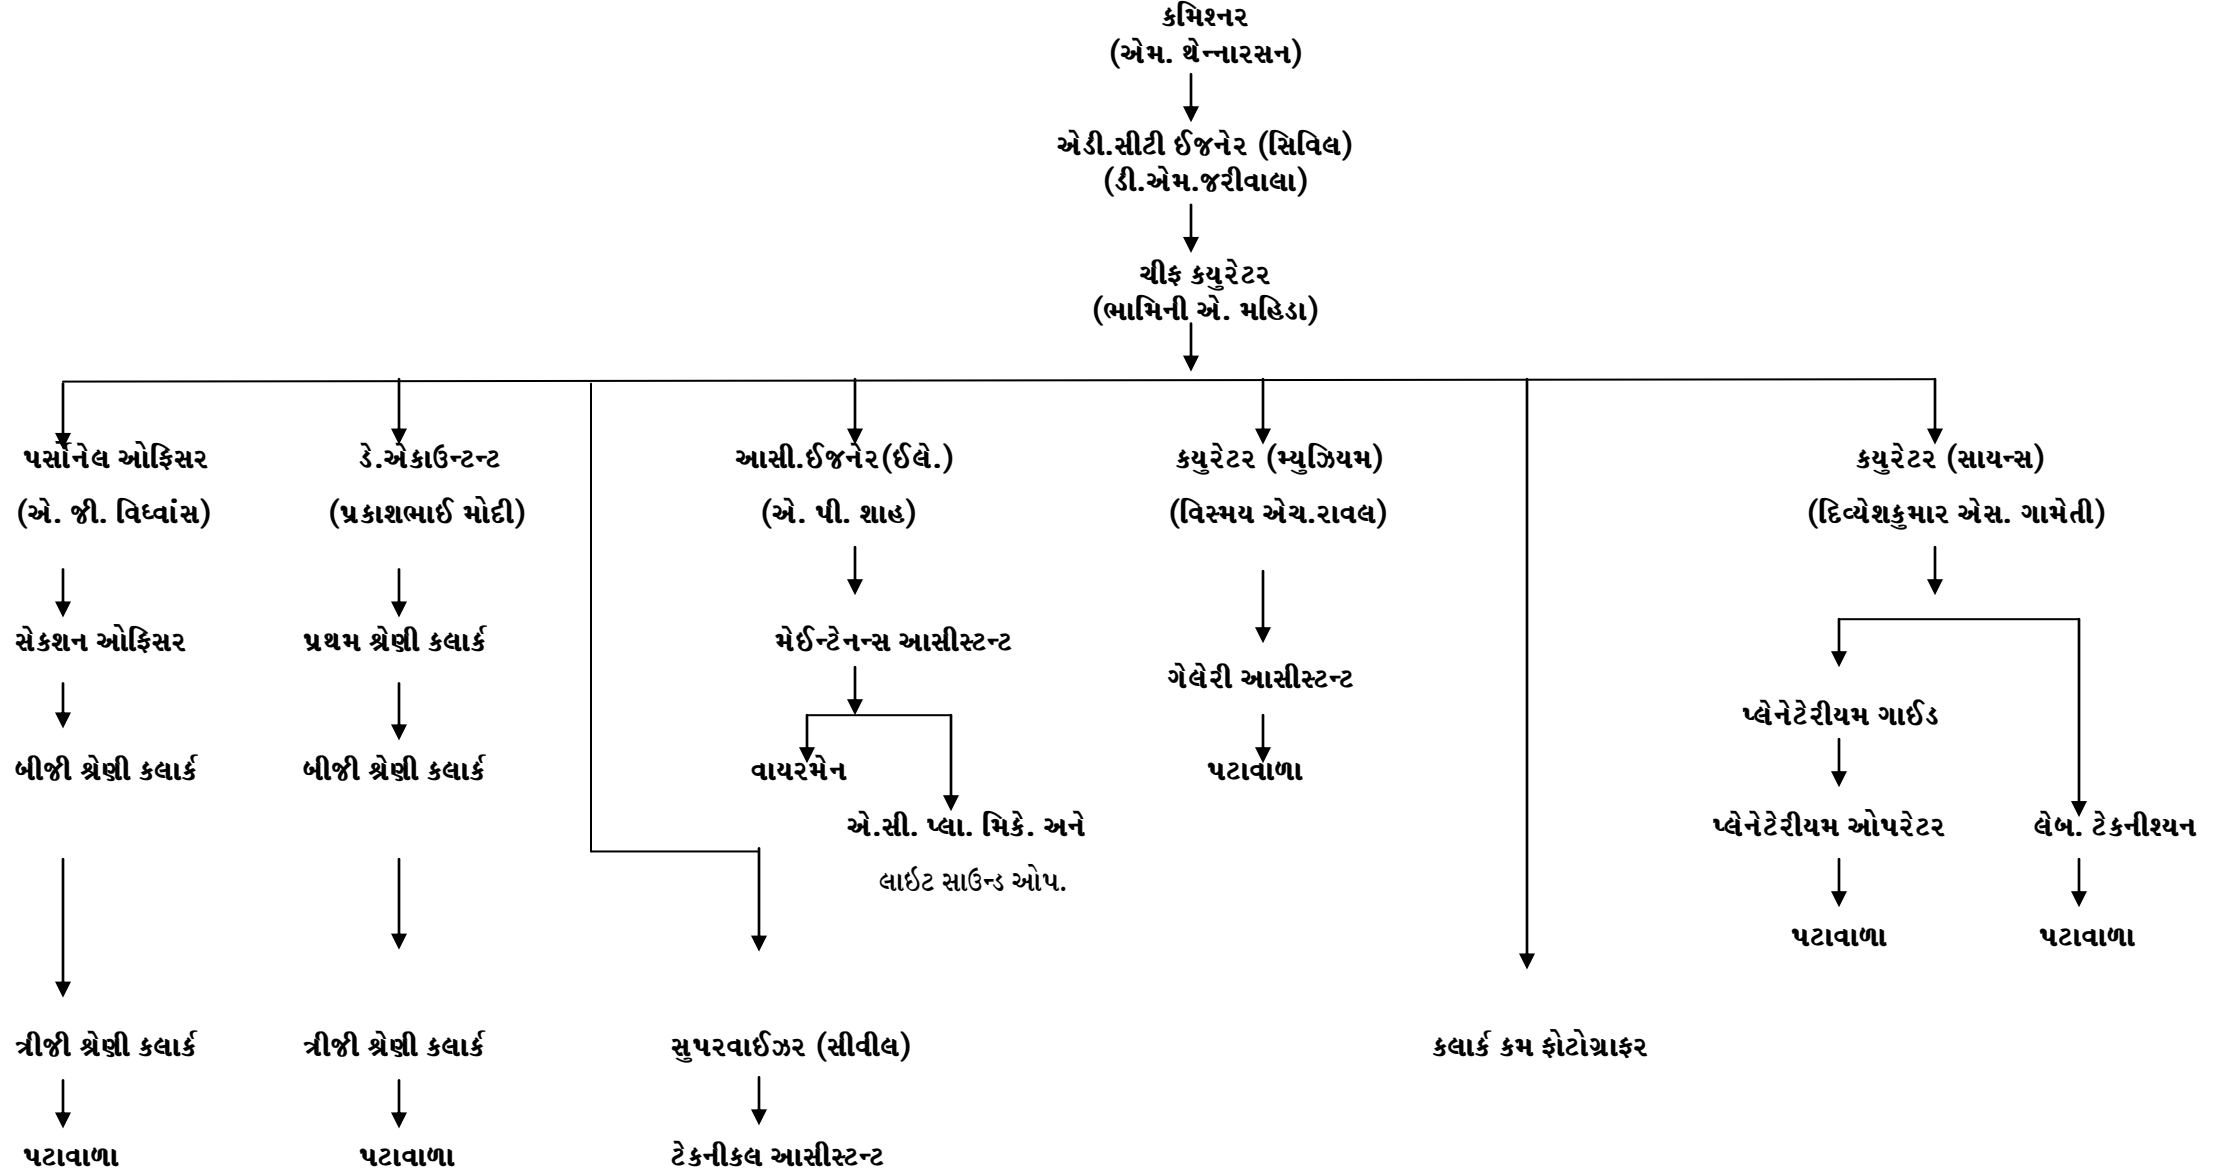 કમિશ્નર
(એમ. થેન્નારસન)
એડી.સીટી ઈજનેર (સિવિલ)
(ડી.એમ.જરીવાલા)
ચીફ કયુરેટર
(ભામિની એ. મહિડા)
પર્સોનેલ ઓફિસર
ડે.એકાઉન્ટન્ટ
આસી.ઈજનેર(ઈલે.)
કયુરેટર (મ્યુઝિયમ)
કયુરેટર (સાયન્સ)
(એ. જી. વિધ્વાંસ)
(પ્રકાશભાઈ મોદી)
(એ. પી. શાહ)
(વિસ્મય એચ.રાવલ)
(દિવ્યેશકુમાર એસ. ગામેતી)
સેકશન ઓફિસર
પ્રથમ શ્રેણી કલાર્ક
મેઈન્ટેનન્સ આસીસ્ટન્ટ
ગેલેરી આસીસ્ટન્ટ
પ્લેનેટેરીયમ ગાઈડ
બીજી શ્રેણી કલાર્ક
બીજી શ્રેણી કલાર્ક
વાયરમેન
પટાવાળા
એ.સી. પ્લા. મિકે. અને
પ્લેનેટેરીયમ ઓપરેટર
લેબ. ટેકનીશ્યન
લાઇટ સાઉન્ડ ઓપ.
પટાવાળા
પટાવાળા
ત્રીજી શ્રેણી કલાર્ક
ત્રીજી શ્રેણી કલાર્ક
સુપરવાઈઝર (સીવીલ)
કલાર્ક કમ ફોટોગ્રાફર
પટાવાળા
પટાવાળા
ટેકનીકલ આસીસ્ટન્ટ